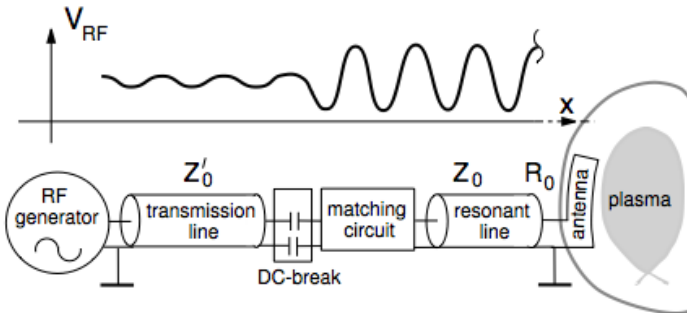 V_RF
x
Z'_0
Z_0
R_0
RF
generator
transmission
line
DC-break
matching
circuit
resonant
line
antenna
plasma